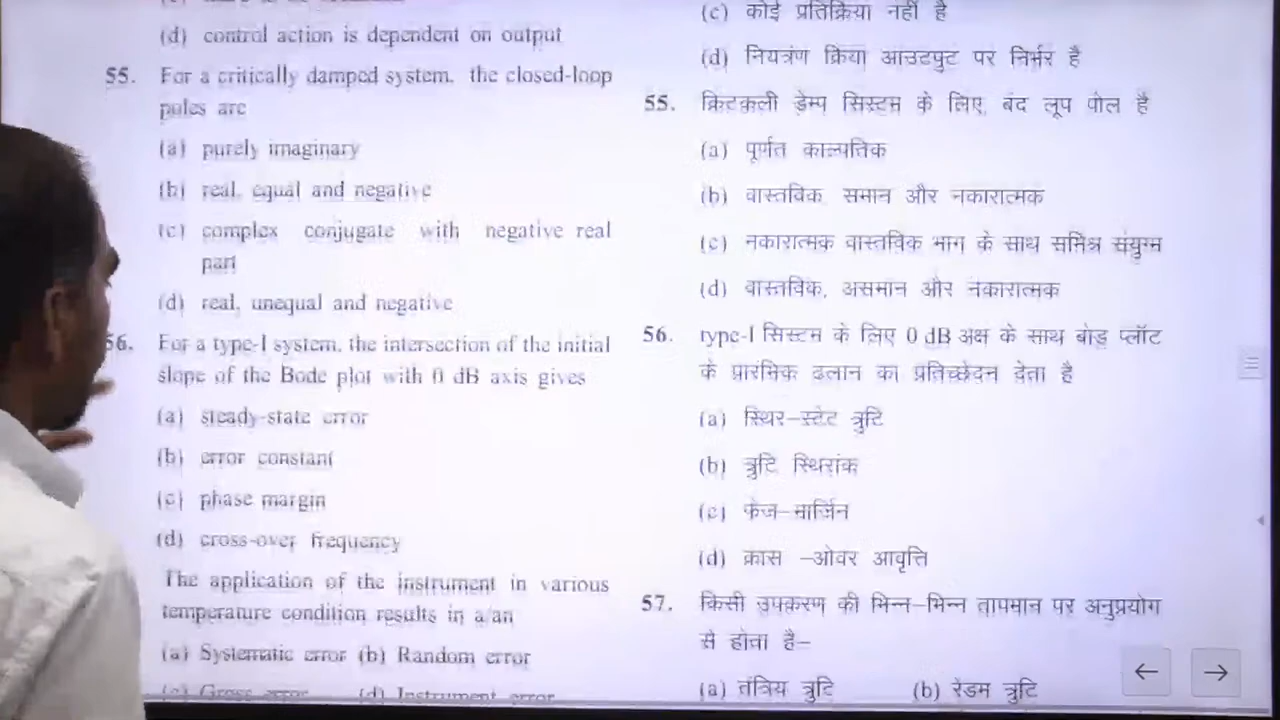 (d) control action is dependent on output
55. For a critically damped system, the closed-loop
poles are
(a) purely imaginary
(b) real, equal and negative
(c) complex conjugate with negative real
part
(d) real, unequal and negative
56. For a type-I system, the intersection of the initial
slope of the Bode plot with 0 dB axis gives
(a) steady-state error
(b) error constant
(c) phase margin
(d) cross-over frequency
The application of the instrument in various
temperature condition results in a/an
(a) Systematic error (b) Random error
(c) Gross error (d) Instrument error
(c) कोई प्रतिक्रिया नहीं है
(d) नियत्रंण क्रिया आउटपुट पर निर्भर है
55. क्रिटकली डेम्प सिस्टम के लिए, बंद लूप पोल है
(a) पूर्णत काल्पतिक
(b) वास्तविक, समान और नकारात्मक
(c) नकारात्मक वास्तविक भाग के साथ समिश्र संयुग्म
(d) वास्तविक, असमान और नकारात्मक
56. type-I सिस्टम के लिए 0 dB अक्ष के साथ बोड प्लॉट
के प्रारंमिक ढलान का प्रतिच्छेदन देता है
(a) स्थिर–स्टेट त्रुटि
(b) त्रुटि स्थिरांक
(c) फेज–मार्जिन
(d) क्रास –ओवर आवृत्ति
57. किसी उपकरण की भिन्न–भिन्न तापमान पर अनुप्रयोग
से होता है–
(a) तंत्रिय त्रुटि (b) रेंडम त्रुटि